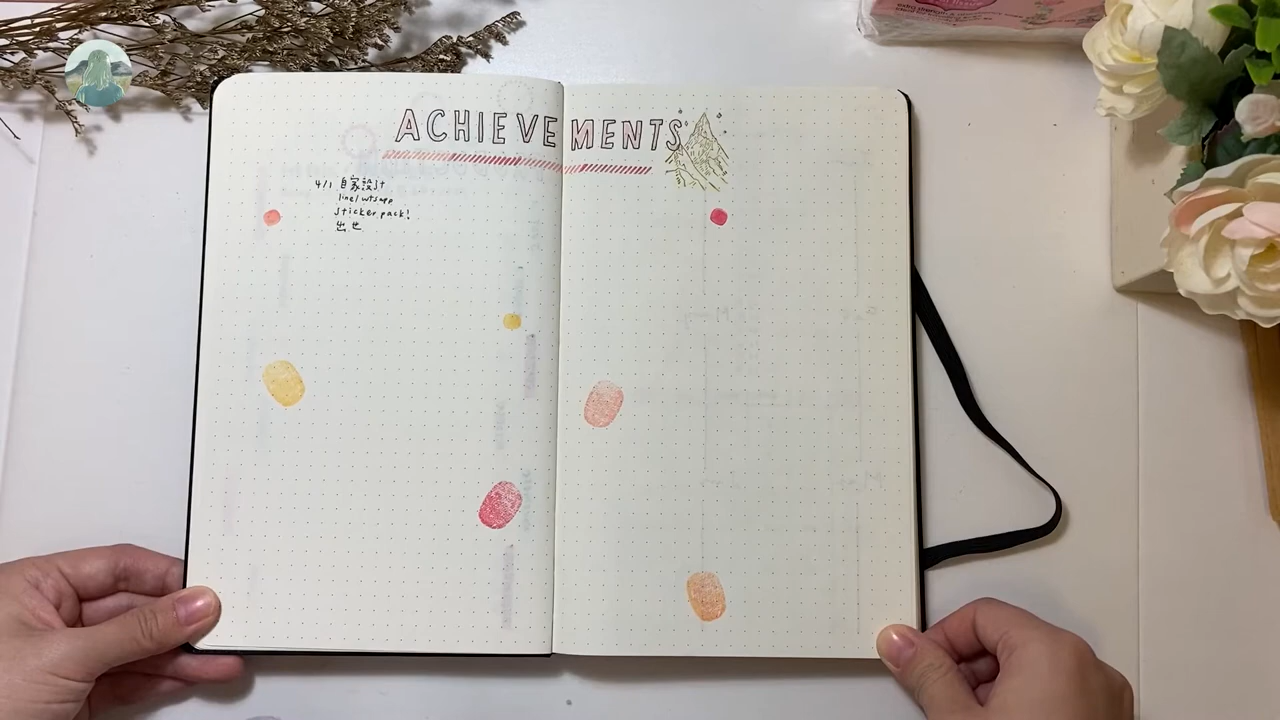 ACHIEVEMENTS
4/1 自家設計
line/wtsapp
sticker pack!
出世